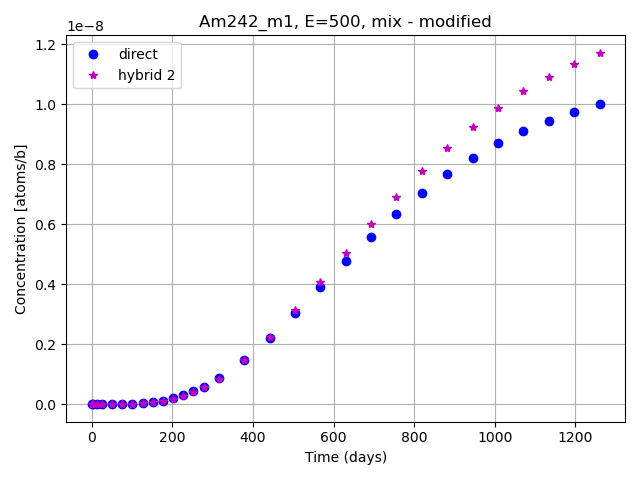 Am242_m1, E=500, mix - modified
1e−8
direct
hybrid 2
Concentration [atoms/b]
1.2
1.0
0.8
0.6
0.4
0.2
0.0
0 200 400 600 800 1000 1200
Time (days)